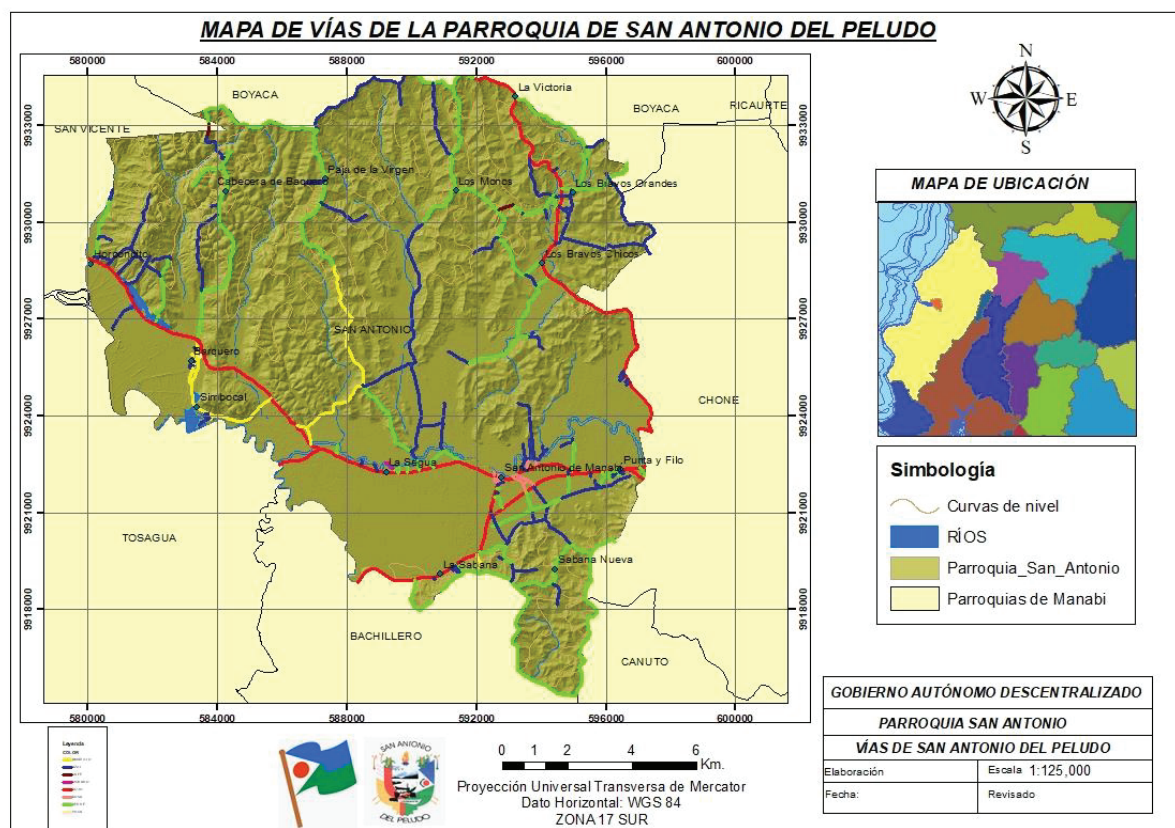 MAPA DE VÍAS DE LA PARROQUIA DE SAN ANTONIO DEL PELUDO
580000
584000
588000
592000
596000
600000
9933000
9930000
9927000
9924000
9921000
9918000
9933000
9930000
9927000
9924000
9921000
9918000
BOYACA
SAN VICENTE
La Victoria
BOYACA
RICAURTE
Cabecera de Baquero
Paja de la Virgen
Los Monos
Los Bravos Grandes
Horconcito
Los Bravos Chicos
SAN ANTONIO
Barquero
Simbocal
CHONE
La Segua
San Antonio de Manabi
Punta y Filo
TOSAGUA
La Sabana
Sabana Nueva
BACHILLERO
CANUTO
580000
584000
588000
592000
596000
600000
N
W
E
S
MAPA DE UBICACIÓN
Simbología
Curvas de nivel
RÍOS
Parroquia_San_Antonio
Parroquias de Manabi
GOBIERNO AUTÓNOMO DESCENTRALIZADO
PARROQUIA SAN ANTONIO
VÍAS DE SAN ANTONIO DEL PELUDO
Elaboración
Escala 1:125,000
Fecha:
Revisado
Leyenda
COLOR
SAN ANTONIO
DEL PELUDO
0 1 2 4 6
Km.
Proyección Universal Transversa de Mercator
Dato Horizontal: WGS 84
ZONA 17 SUR